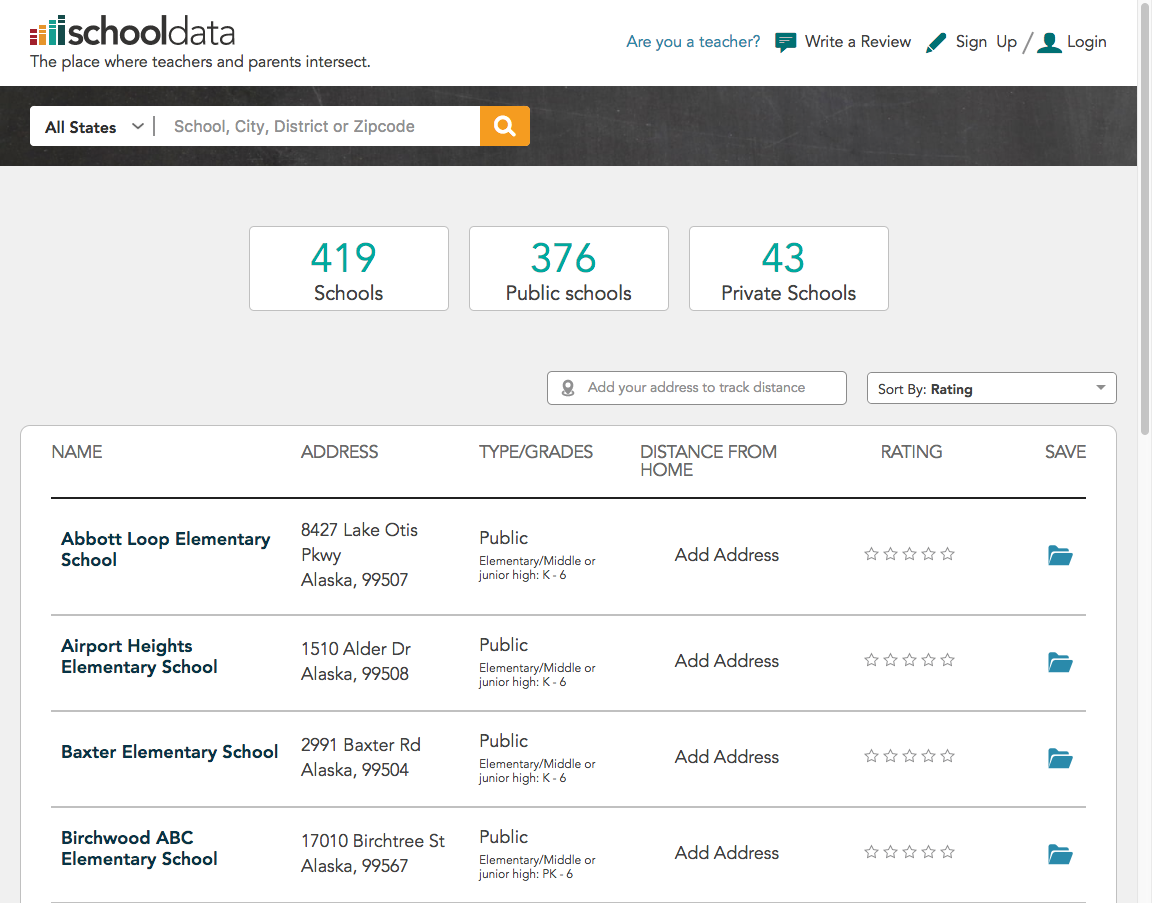 schooldata
The place where teachers and parents intersect.
Are you a teacher? Write a Review Sign Up / Login
All States | School, City, District or Zipcode
419
Schools
376
Public schools
43
Private Schools
Add your address to track distance
Sort By: Rating
NAME ADDRESS TYPE/GRADES DISTANCE FROM HOME RATING SAVE
Abbott Loop Elementary
School
8427 Lake Otis
Pkwy
Alaska, 99507
Public
Elementary/Middle or
junior high: K - 6
Add Address
Airport Heights
Elementary School
1510 Alder Dr
Alaska, 99508
Public
Elementary/Middle or
junior high: K - 6
Add Address
Baxter Elementary School
2991 Baxter Rd
Alaska, 99504
Public
Elementary/Middle or
junior high: K - 6
Add Address
Birchwood ABC
Elementary School
17010 Birchtree St
Alaska, 99567
Public
Elementary/Middle or
junior high: PK - 6
Add Address